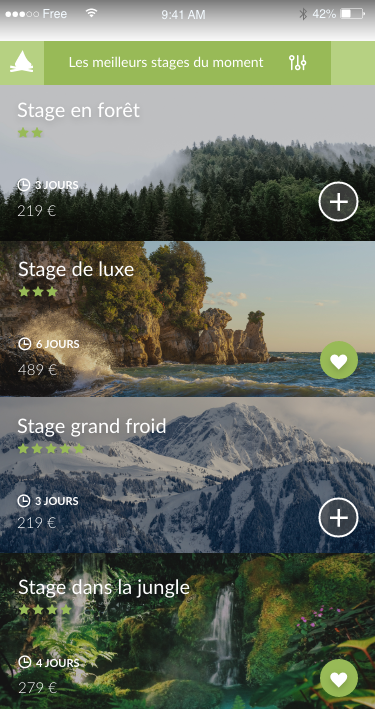 Free 9:41 AM 42%
Les meilleurs stages du moment
Stage en forêt
3 JOURS
219 €
Stage de luxe
6 JOURS
489 €
Stage grand froid
3 JOURS
219 €
Stage dans la jungle
4 JOURS
279 €